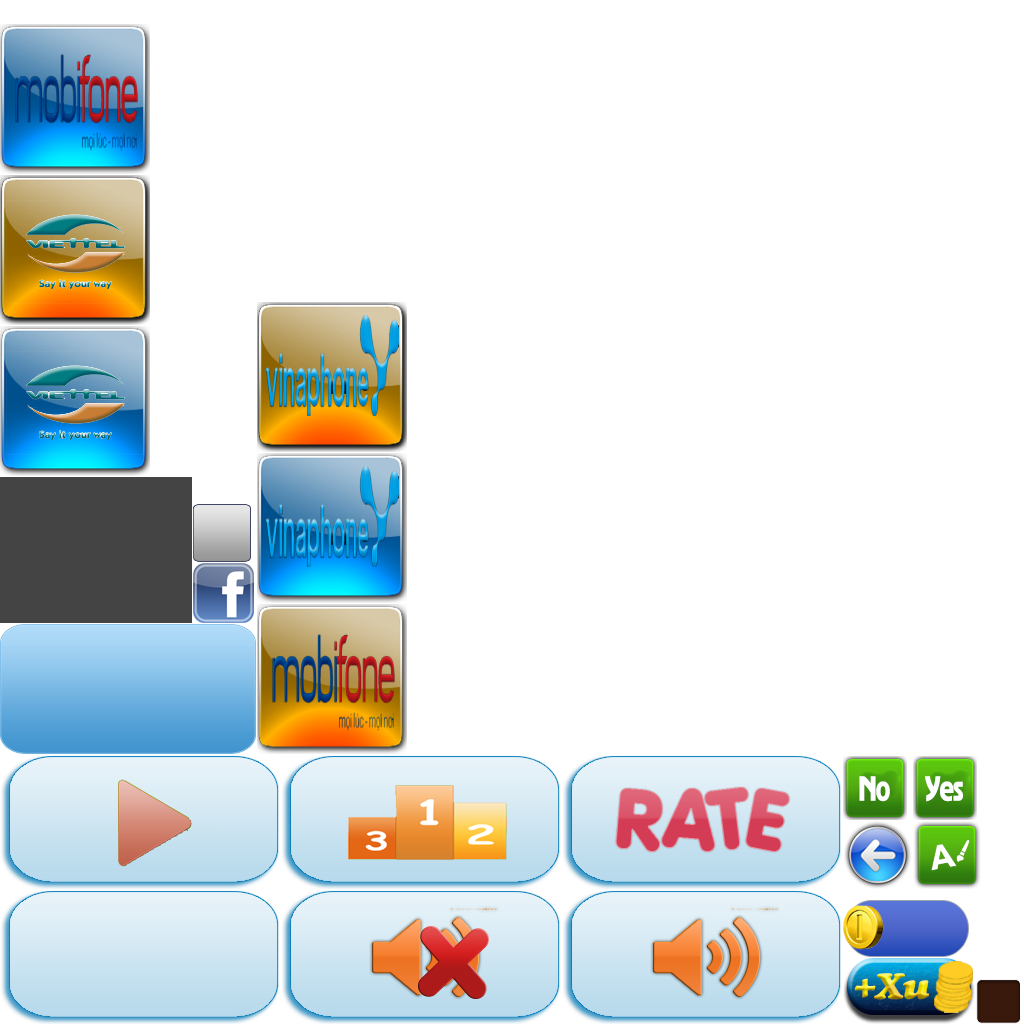 mobifone
mọi lúc - mọi nơi
VIETTEL
Say it your way
VIETTEL
Say it your way
vinaphone
vinaphone
f
mobifone
mọi lúc - mọi nơi
3 1 2
RATE
No Yes
A
+Xu